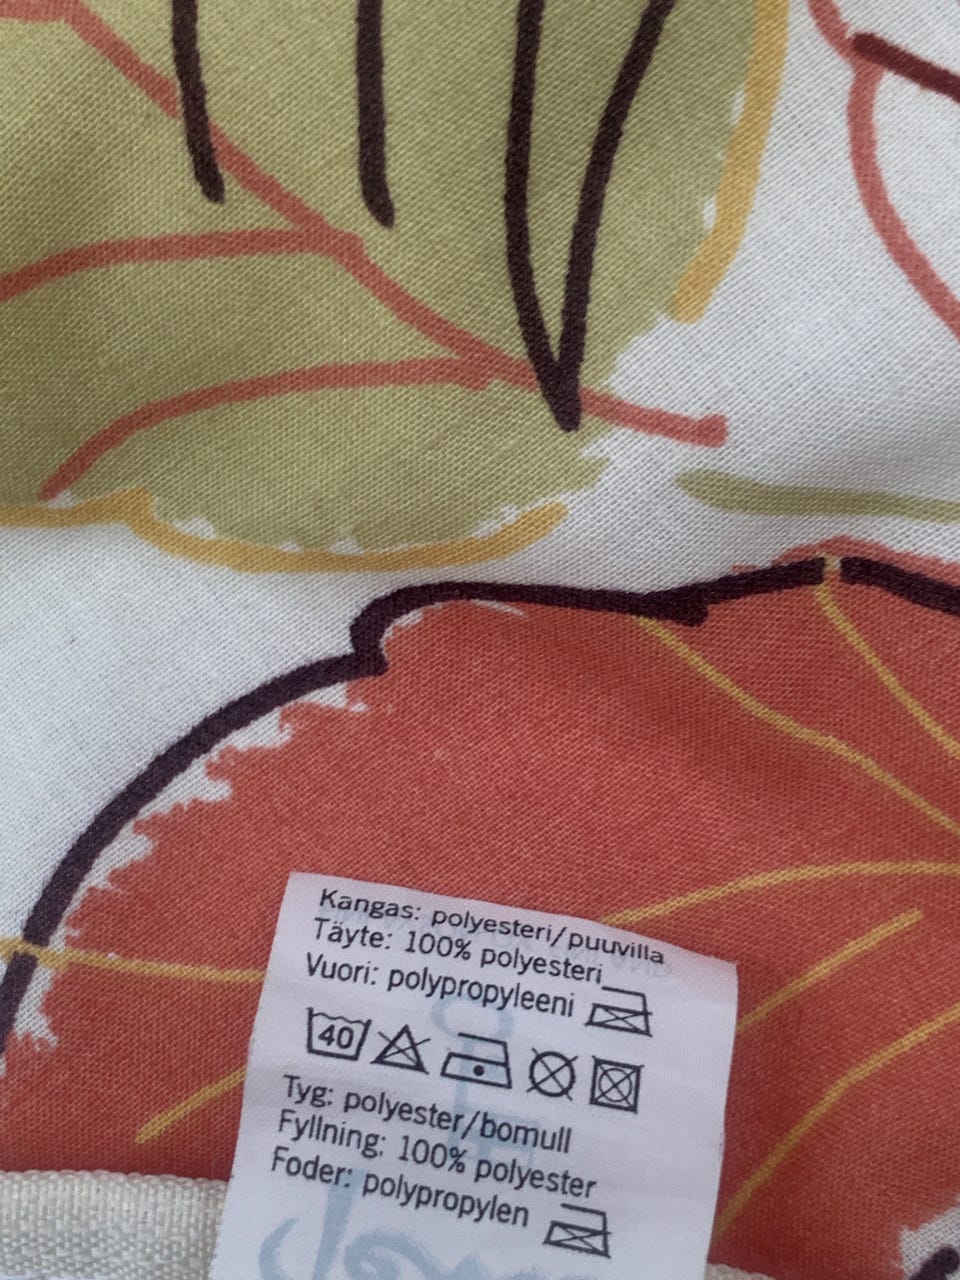 Kangas: polyesteri/puuvilla
Täyte: 100% polyesteri
Vuori: polypropyleeni
40
Tyg: polyester/bomull
Fyllning: 100% polyester
Foder: polypropylen